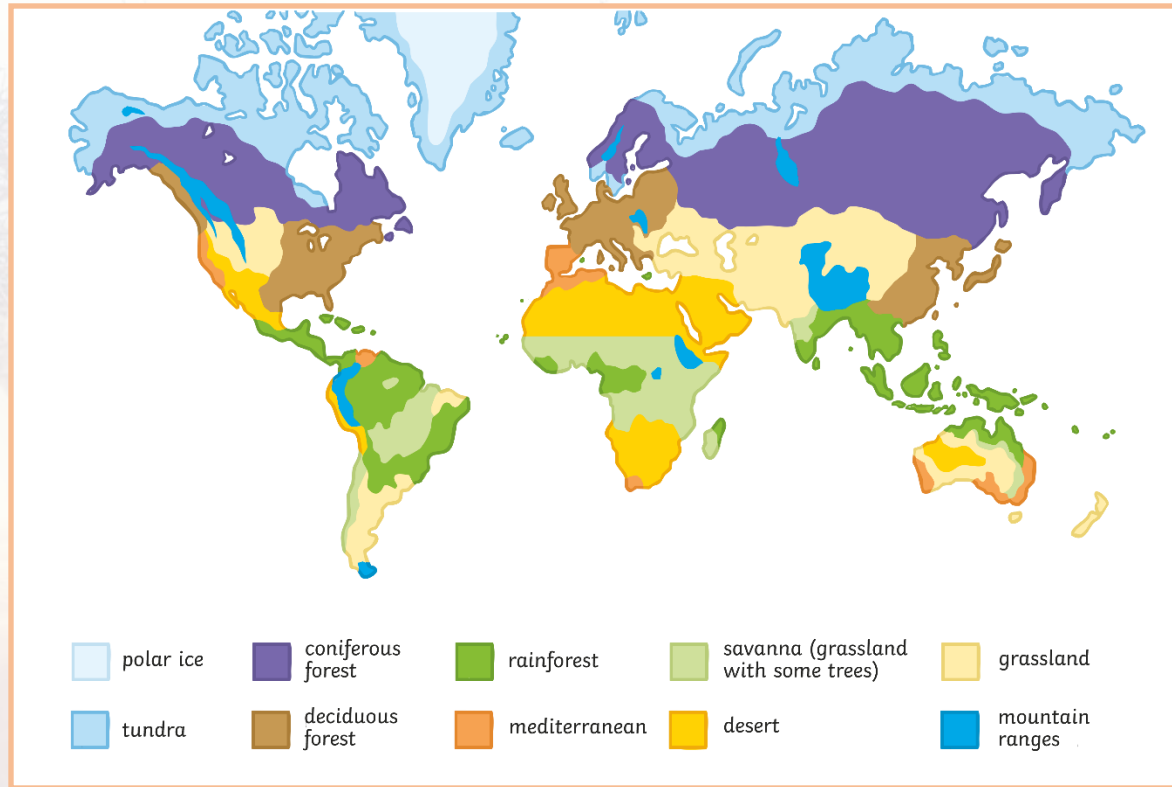 polar ice
coniferous
forest
rainforest
savanna (grassland
with some trees)
grassland
tundra
deciduous
forest
mediterranean
desert
mountain
ranges